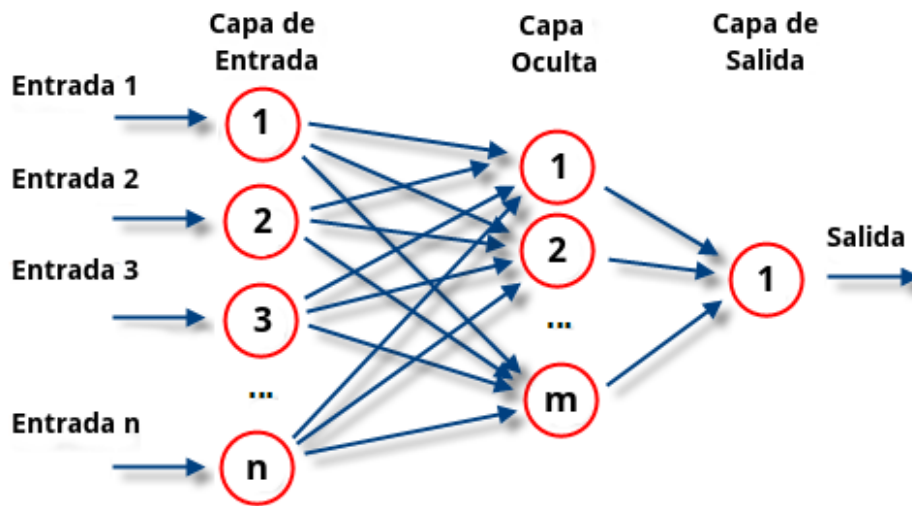 Capa de
Entrada
Capa
Oculta
Capa de
Salida
Entrada 1
1
Entrada 2
2
Entrada 3
3
...
Entrada n
n
1
2
...
m
1
Salida